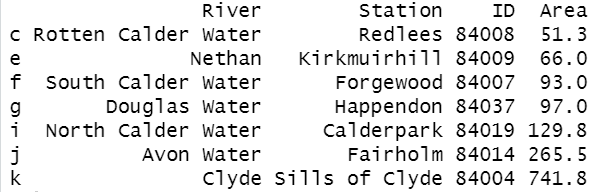 River Station ID Area
c Rotten Calder Water Redlees 84008 51.3
e Nethan Kirkmuirhill 84009 66.0
f South Calder Water Forgewood 84007 93.0
g Douglas Water Happendon 84037 97.0
i North Calder Water Calderpark 84019 129.8
j Avon Water Fairholm 84014 265.5
k Clyde Sills of Clyde 84004 741.8